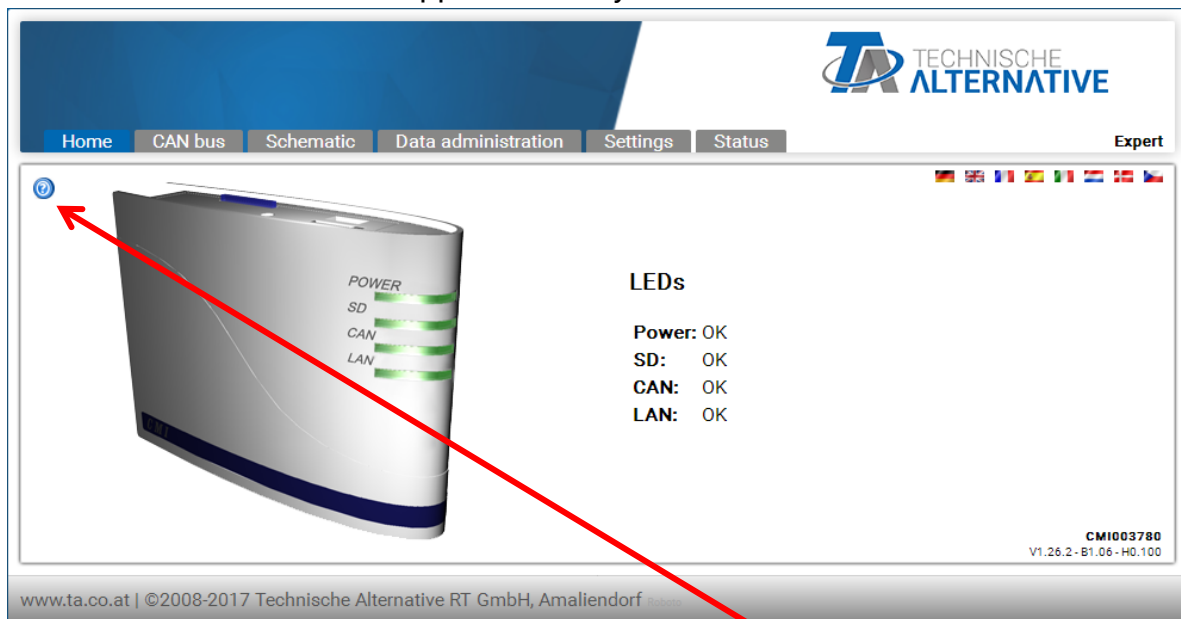 TECHNISCHE
ALTERNATIVE
Home CAN bus Schematic Data administration Settings Status Expert
POWER
SD
CAN
LAN
CMI
LEDs
Power: OK
SD: OK
CAN: OK
LAN: OK
CMI003780
V1.26.2 - B1.06 - H0.100
www.ta.co.at | ©2008-2017 Technische Alternative RT GmbH, Amaliendorf Roboto